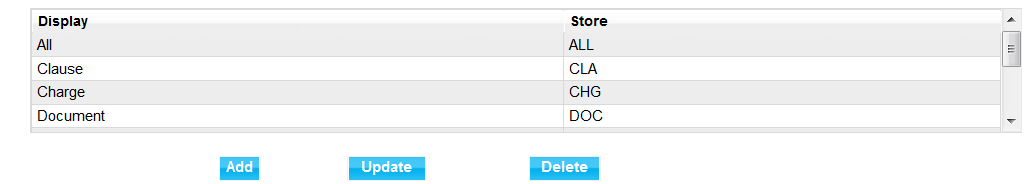 Display Store
All ALL
Clause CLA
Charge CHG
Document DOC
Add Update Delete